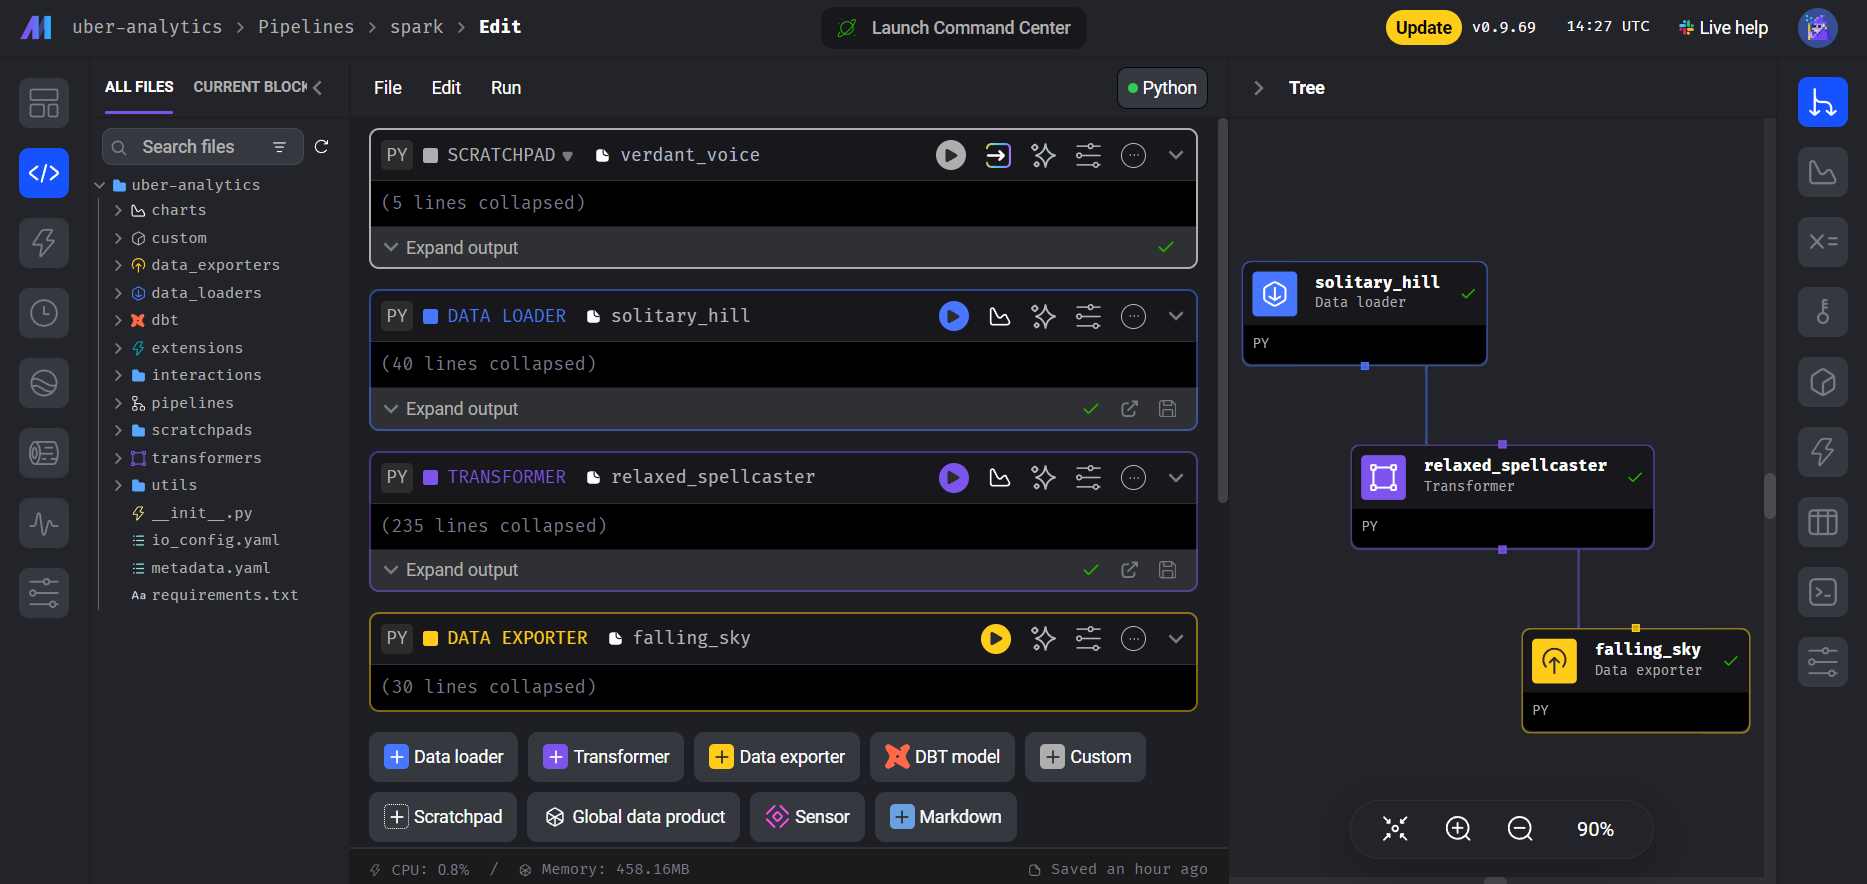 uber-analytics > Pipelines > spark > Edit
Launch Command Center
Update v0.9.69 14:27 UTC Live help
ALL FILES CURRENT BLOCK
Search files
uber-analytics
charts
custom
data_exporters
data_loaders
dbt
extensions
interactions
pipelines
scratchpads
transformers
utils
__init__.py
io_config.yaml
metadata.yaml
Aa requirements.txt
File Edit Run
Python
PY SCRATCHPAD verdant_voice
(5 lines collapsed)
Expand output
PY DATA LOADER solitary_hill
(40 lines collapsed)
Expand output
PY TRANSFORMER relaxed_spellcaster
(235 lines collapsed)
Expand output
PY DATA EXPORTER falling_sky
(30 lines collapsed)
Data loader Transformer Data exporter DBT model Custom
Scratchpad Global data product Sensor Markdown
CPU: 0.8% / Memory: 458.16MB Saved an hour ago
Tree
solitary_hill
Data loader
PY
relaxed_spellcaster
Transformer
PY
falling_sky
Data exporter
PY
90%
X=